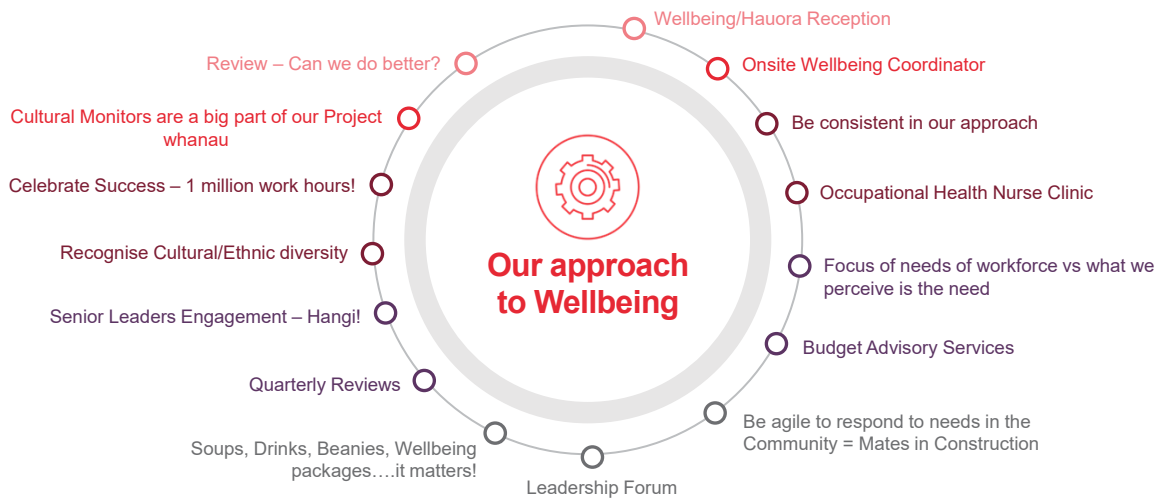 Our approach
to Wellbeing
Wellbeing/Hauora Reception
Onsite Wellbeing Coordinator
Be consistent in our approach
Occupational Health Nurse Clinic
Focus of needs of workforce vs what we
perceive is the need
Budget Advisory Services
Be agile to respond to needs in the
Community = Mates in Construction
Leadership Forum
Soups, Drinks, Beanies, Wellbeing
packages….it matters!
Quarterly Reviews
Senior Leaders Engagement – Hangi!
Recognise Cultural/Ethnic diversity
Celebrate Success – 1 million work hours!
Cultural Monitors are a big part of our Project
whanau
Review – Can we do better?